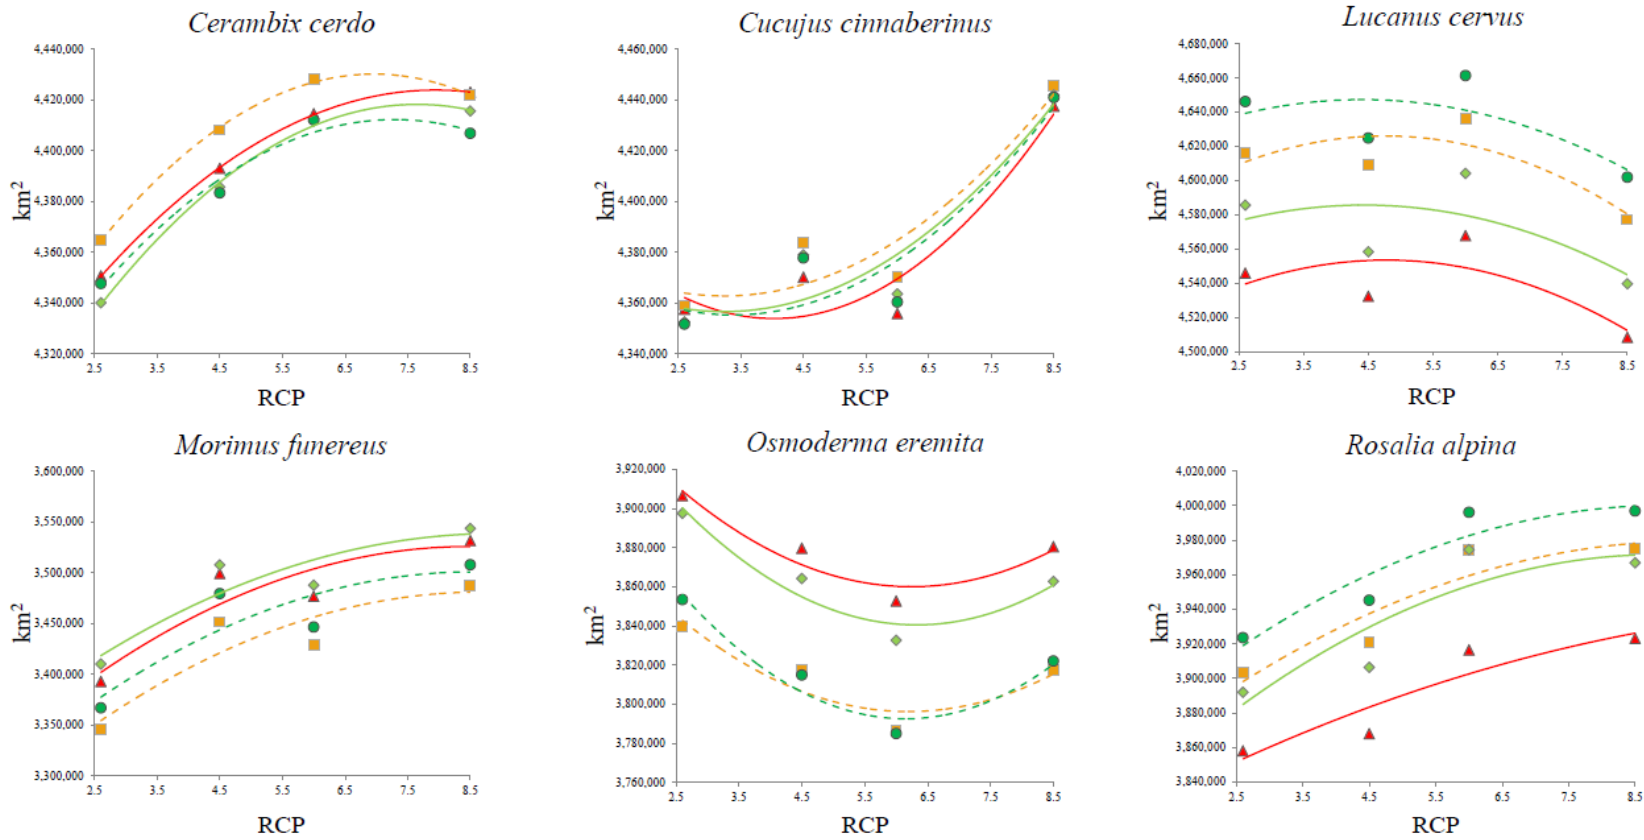 Cerambix cerdo
4,440,000
4,420,000
4,400,000
4,380,000
4,360,000
4,340,000
4,320,000
km2
2.5 3.5 4.5 5.5 6.5 7.5 8.5
RCP
Cucujus cinnaberinus
4,460,000
4,440,000
4,420,000
4,400,000
4,380,000
4,360,000
4,340,000
km2
2.5 3.5 4.5 5.5 6.5 7.5 8.5
RCP
Lucanus cervus
4,680,000
4,660,000
4,640,000
4,620,000
4,600,000
4,580,000
4,560,000
4,540,000
4,520,000
4,500,000
km2
2.5 3.5 4.5 5.5 6.5 7.5 8.5
RCP
Morimus funereus
3,600,000
3,550,000
3,500,000
3,450,000
3,400,000
3,350,000
3,300,000
km2
2.5 3.5 4.5 5.5 6.5 7.5 8.5
RCP
Osmoderma eremita
3,920,000
3,900,000
3,880,000
3,860,000
3,840,000
3,820,000
3,800,000
3,780,000
3,760,000
km2
2.5 3.5 4.5 5.5 6.5 7.5 8.5
RCP
Rosalia alpina
4,020,000
4,000,000
3,980,000
3,960,000
3,940,000
3,920,000
3,900,000
3,880,000
3,860,000
3,840,000
km2
2.5 3.5 4.5 5.5 6.5 7.5 8.5
RCP